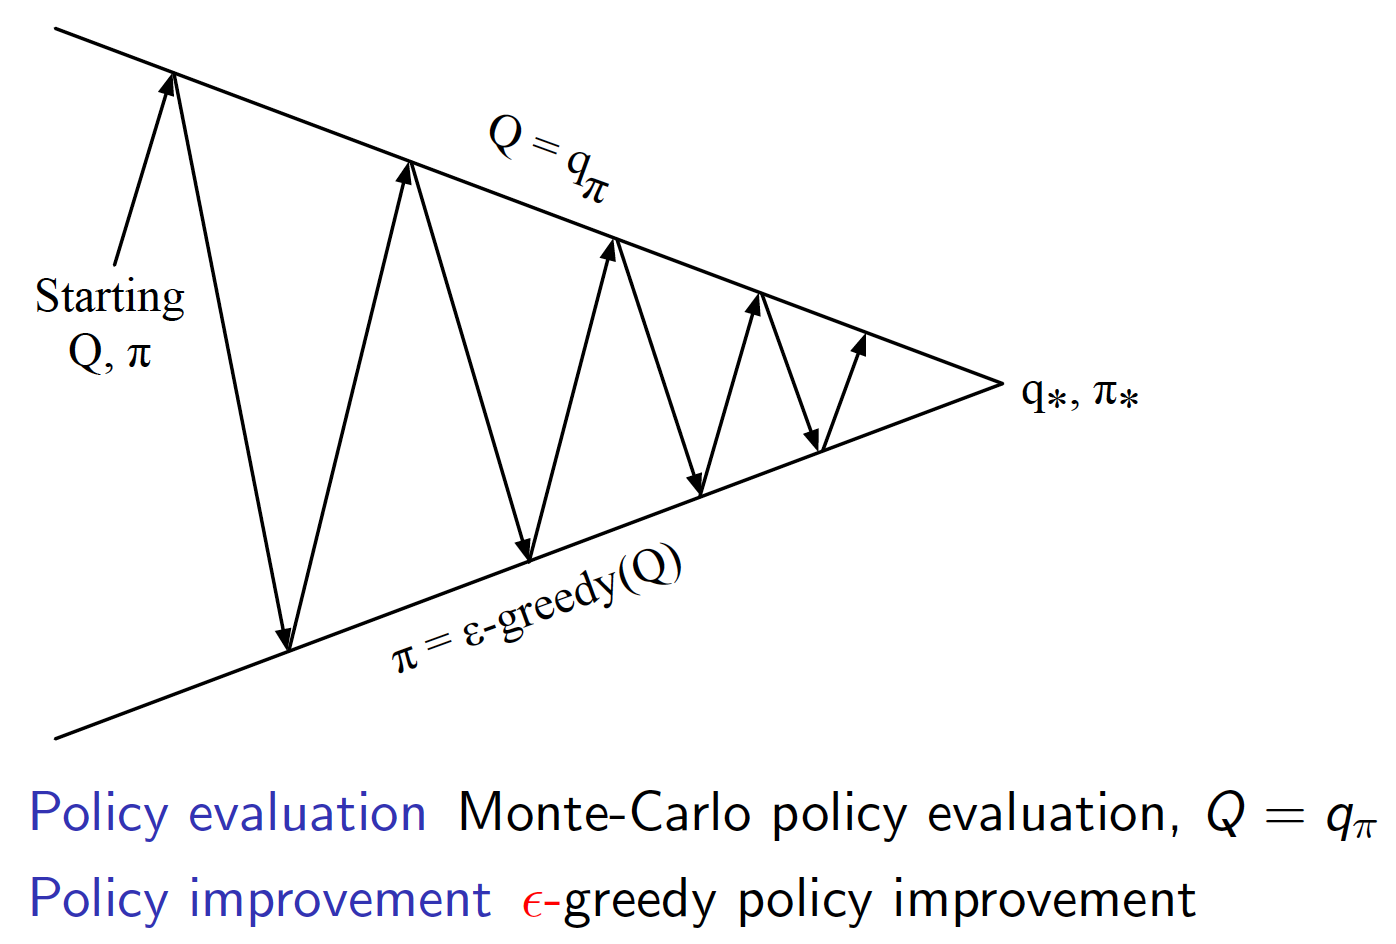 Q = qπ
Starting
Q, π
q*, π*
π = ε-greedy(Q)
Policy evaluation Monte-Carlo policy evaluation, Q = qπ
Policy improvement ϵ-greedy policy improvement